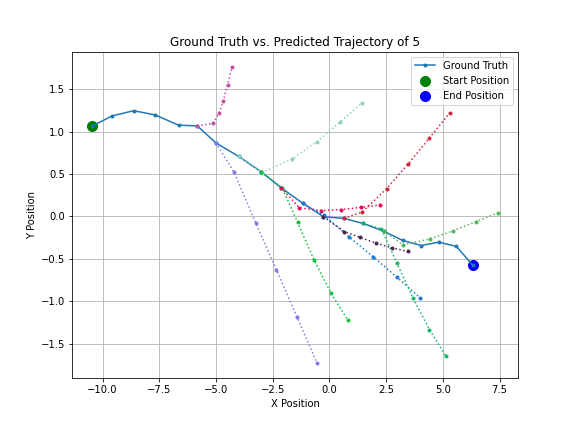 Ground Truth vs. Predicted Trajectory of 5
Ground Truth
Start Position
End Position
Y Position
1.5
1.0
0.5
0.0
−0.5
−1.0
−1.5
−10.0 −7.5 −5.0 −2.5 0.0 2.5 5.0 7.5
X Position